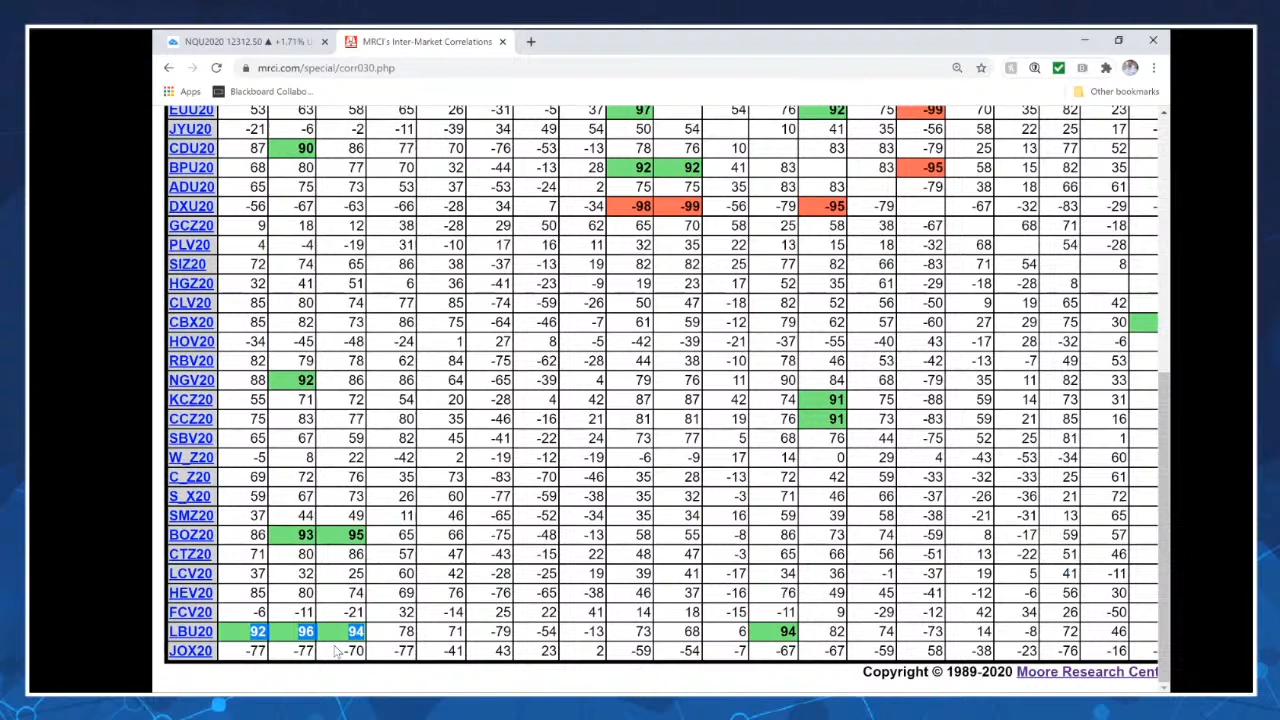 NQU2020 12312.50 ▲ +1.71% U
MRCI's Inter-Market Correlations
mrci.com/special/corr030.php
Apps Blackboard Collabo... Other bookmarks
EUU20 53 63 58 65 26 -31 -5 37 97 54 76 92 75 -99 70 35 82 23
JYU20 -21 -6 -2 -11 -39 34 49 54 50 54 10 41 35 -56 58 22 25 17 -
CDU20 87 90 86 77 70 -76 -53 -13 78 76 10 83 83 -79 25 13 77 52
BPU20 68 80 77 70 32 -44 -13 28 92 92 41 83 83 -95 58 15 82 35
ADU20 65 75 73 53 37 -53 -24 2 75 75 35 83 83 -79 38 18 66 61
DXU20 -56 -67 -63 -66 -28 34 7 -34 -98 -99 -56 -79 -95 -79 -67 -32 -83 -29 -
GCZ20 9 18 12 38 -28 29 50 62 65 70 58 25 58 38 -67 68 71 -18
PLV20 4 -4 -19 31 -10 17 16 11 32 35 22 13 15 18 -32 68 54 -28
SIZ20 72 74 65 86 38 -37 -13 19 82 82 25 77 82 66 -83 71 54 8
HGZ20 32 41 51 6 36 -41 -23 -9 19 23 17 52 35 61 -29 -18 -28 8
CLV20 85 80 74 77 85 -74 -59 -26 50 47 -18 82 52 56 -50 9 19 65 42
CBX20 85 82 73 86 75 -64 -46 -7 61 59 -12 79 62 57 -60 27 29 75 30
HOV20 -34 -45 -48 -24 1 27 8 -5 -42 -39 -21 -37 -55 -40 43 -17 28 -32 -6
RBV20 82 79 78 62 84 -75 -62 -28 44 38 -10 78 46 53 -42 -13 -7 49 53
NGV20 88 92 86 86 64 -65 -39 4 79 76 11 90 84 68 -79 35 11 82 33
KCZ20 55 71 72 54 20 -28 4 42 87 87 42 74 91 75 -88 59 14 73 31
CCZ20 75 83 77 80 35 -46 -16 21 81 81 19 76 91 74 -83 59 21 85 16
SBV20 65 67 59 82 45 -41 -22 24 73 77 5 68 76 44 -75 52 25 81 1
W_Z20 -5 8 22 -42 2 -19 -12 -19 -6 -9 17 14 0 29 4 -43 -53 -34 60
C_Z20 69 72 76 35 73 -83 -70 -46 35 28 -13 72 42 59 -33 -32 -33 25 61
S_X20 59 67 73 26 60 -77 -59 -38 35 32 -3 71 46 66 -37 -26 -36 21 72
SMZ20 37 44 49 11 46 -65 -52 -34 35 34 16 59 39 58 -38 -21 -31 13 65
BOZ20 86 93 95 65 66 -75 -48 -13 58 55 -8 86 73 74 -59 8 -17 59 57
CTZ20 71 80 86 57 47 -43 -15 22 48 47 -3 65 66 56 -51 13 -22 51 46
LCV20 37 32 25 60 42 -28 -25 19 39 41 -17 34 36 -1 -37 19 5 41 -11
HEV20 85 80 74 69 76 -76 -65 -38 46 37 -15 76 49 45 -41 -12 -6 56 30
FCV20 -6 -11 -21 32 -14 25 22 41 14 18 -15 -11 9 -29 -12 42 34 26 -50
LBU20 92 96 94 78 71 -79 -54 -13 73 68 6 94 82 74 -73 14 -8 72 46
JOX20 -77 -77 -70 -77 -41 43 23 2 -59 -54 -7 -67 -67 -59 58 -38 -23 -76 -16 -
Copyright © 1989-2020 Moore Research Cent